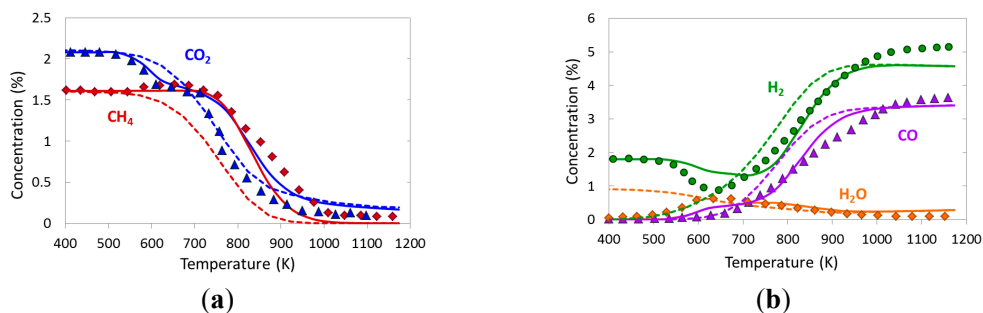 2.5
2
1.5
1
0.5
0
Concentration (%)
CO2
CH4
400 500 600 700 800 900 1000 1100 1200
Temperature (K)
(a)
6
5
4
3
2
1
0
Concentration (%)
H2
CO
H2O
400 500 600 700 800 900 1000 1100 1200
Temperature (K)
(b)